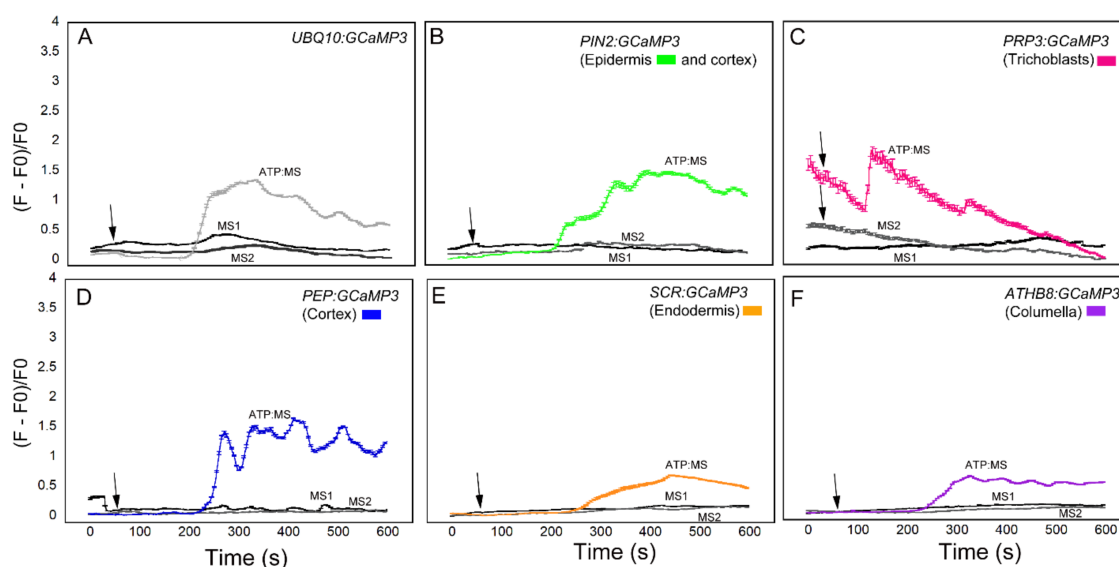 A
UBQ10:GCaMP3
B
PIN2:GCaMP3
(Epidermis and cortex)
C
PRP3:GCaMP3
(Trichoblasts)
4
3.5
3
2.5
2
1.5
1
0.5
0
(F - F0)/F0
ATP:MS
MS1
MS2
ATP:MS
MS2
MS1
ATP:MS
MS2
MS1
D
PEP:GCaMP3
(Cortex)
E
SCR:GCaMP3
(Endodermis)
F
ATHB8:GCaMP3
(Columella)
4
3.5
3
2.5
2
1.5
1
0.5
0
(F - F0)/F0
ATP:MS
MS1
MS2
ATP:MS
MS1
MS2
ATP:MS
MS1
MS2
0 100 200 300 400 500 600
0 100 200 300 400 500 600
0 100 200 300 400 500 600
Time (s)
Time (s)
Time (s)